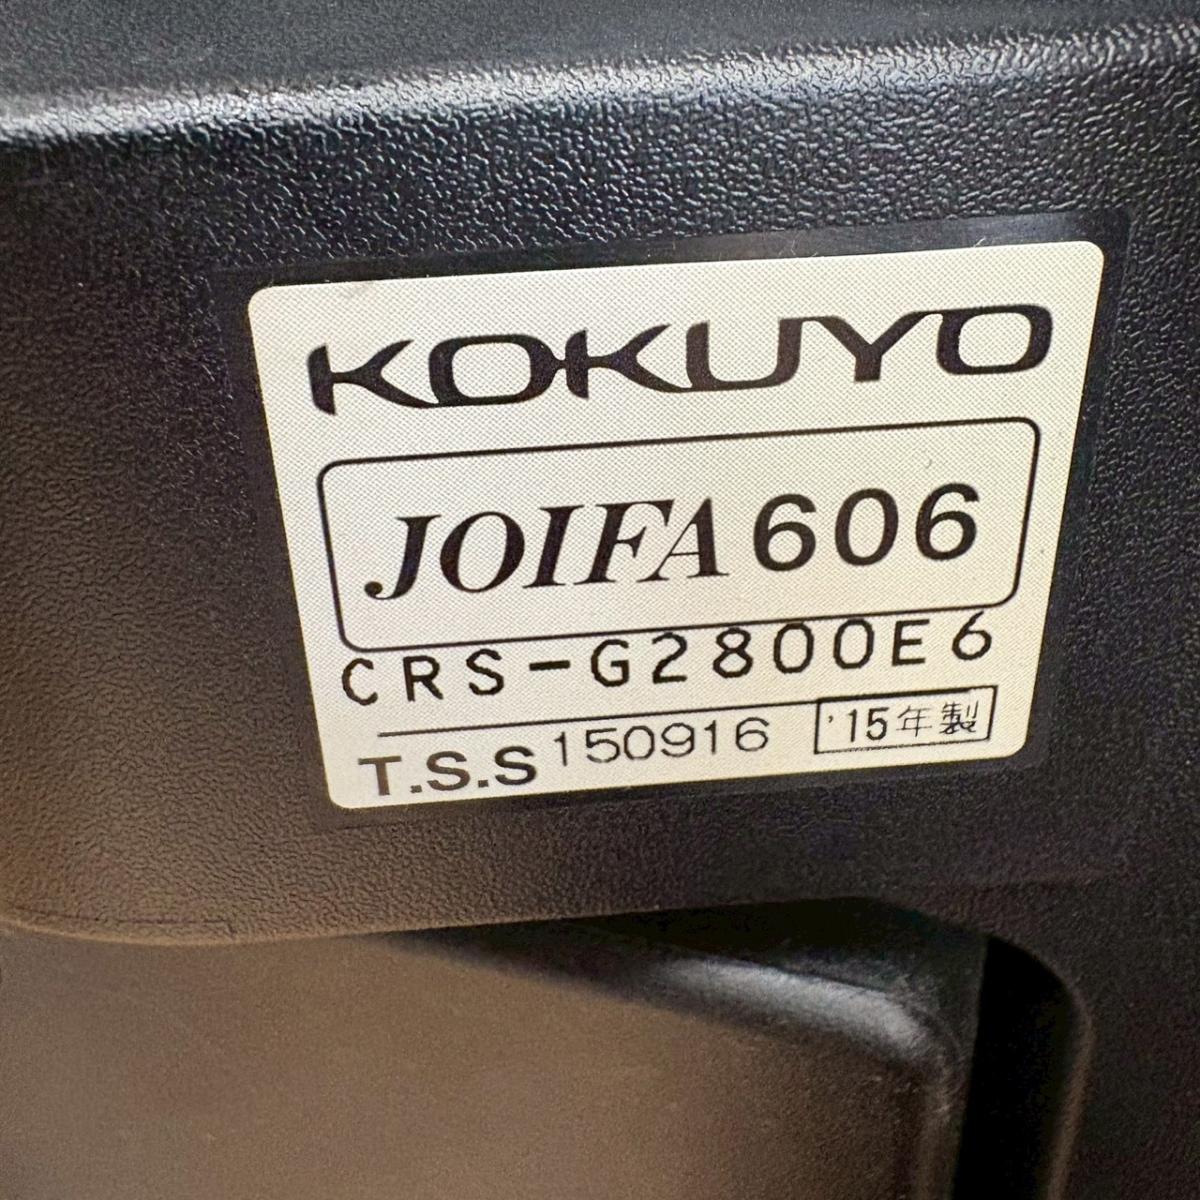 KOKUYO
JOIFA 606
CRS-G2800E6
T.S.S 150916 '15年製